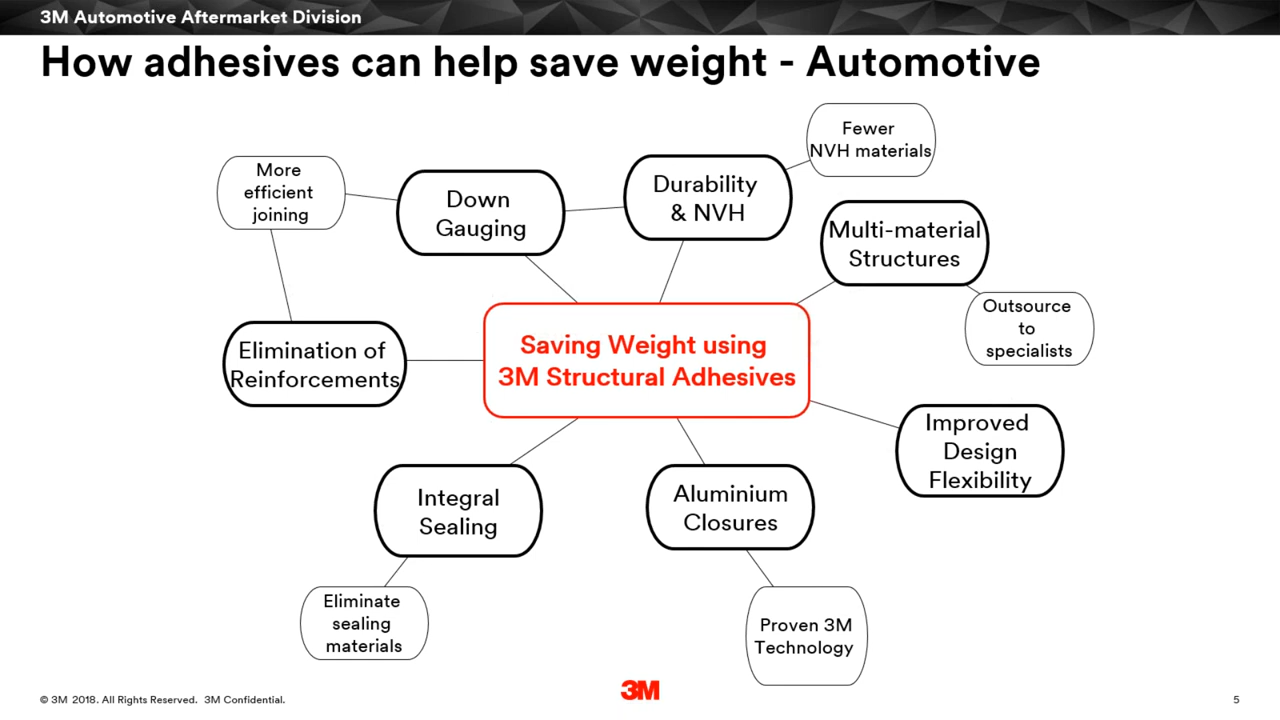 3M Automotive Aftermarket Division
How adhesives can help save weight - Automotive
Fewer
NVH materials
More
efficient
joining
Down
Gauging
Durability
& NVH
Multi-material
Structures
Outsource
to
specialists
Elimination of
Reinforcements
Saving Weight using
3M Structural Adhesives
Improved
Design
Flexibility
Integral
Sealing
Aluminium
Closures
Eliminate
sealing
materials
Proven 3M
Technology
© 3M 2018. All Rights Reserved. 3M Confidential.
3M
5